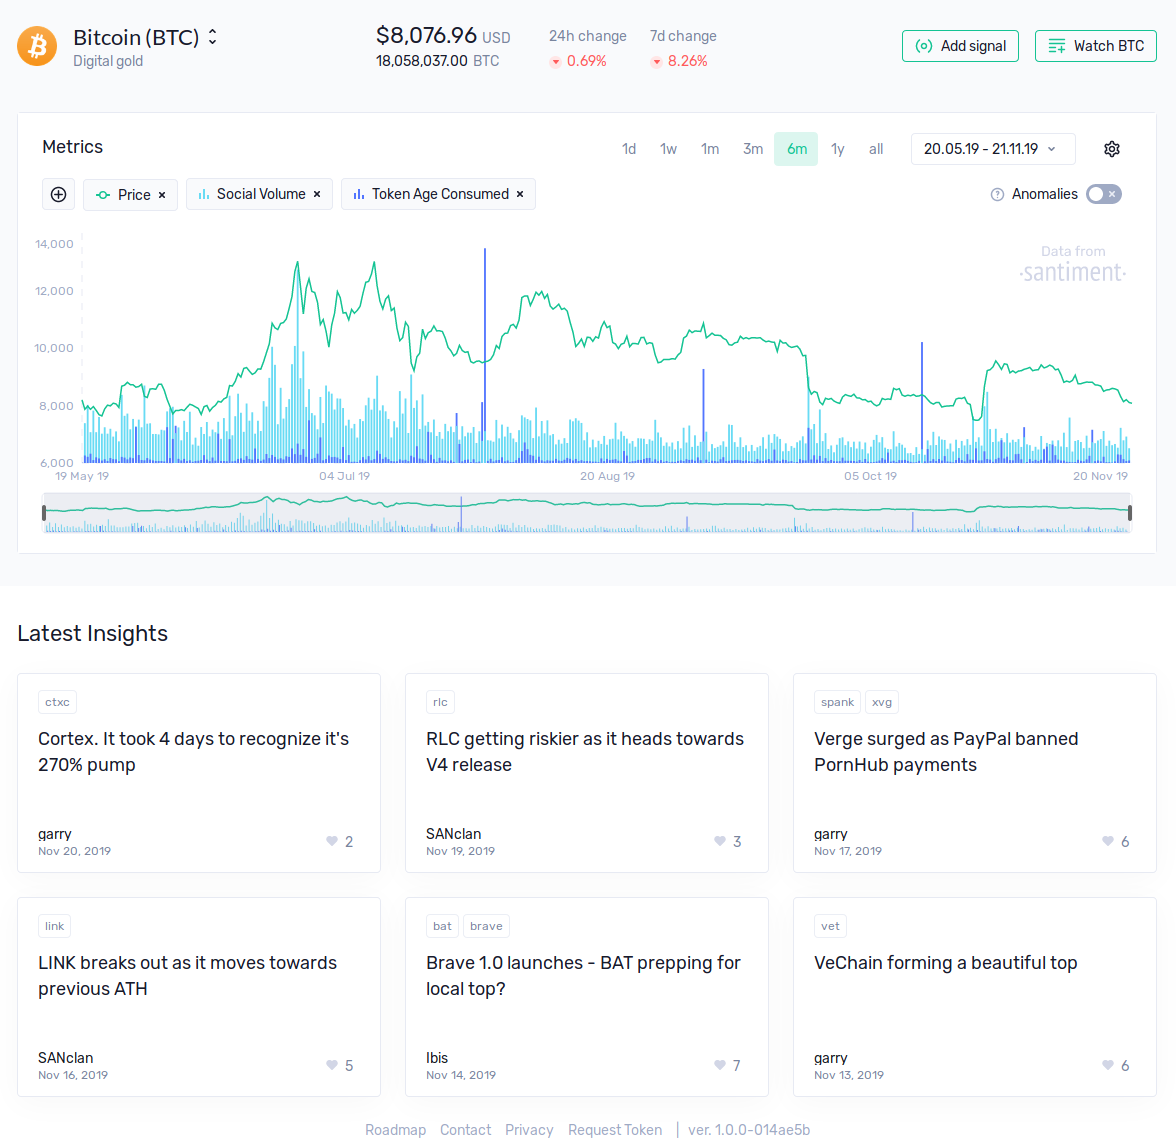 Bitcoin (BTC)
Digital gold
$8,076.96 USD
18,058,037.00 BTC
24h change
0.69%
7d change
8.26%
Add signal
Watch BTC
Metrics
1d 1w 1m 3m 6m 1y all
20.05.19 - 21.11.19
Price
Social Volume
Token Age Consumed
Anomalies
Data from
·santiment·
14,000
12,000
10,000
8,000
6,000
19 May 19
04 Jul 19
20 Aug 19
05 Oct 19
20 Nov 19
Latest Insights
ctxc
Cortex. It took 4 days to recognize it's
270% pump
garry
Nov 20, 2019
2
rlc
RLC getting riskier as it heads towards
V4 release
SANclan
Nov 19, 2019
3
spank xvg
Verge surged as PayPal banned
PornHub payments
garry
Nov 17, 2019
6
link
LINK breaks out as it moves towards
previous ATH
SANclan
Nov 16, 2019
5
bat brave
Brave 1.0 launches - BAT prepping for
local top?
Ibis
Nov 14, 2019
7
vet
VeChain forming a beautiful top
garry
Nov 13, 2019
6
Roadmap Contact Privacy Request Token | ver. 1.0.0-014ae5b